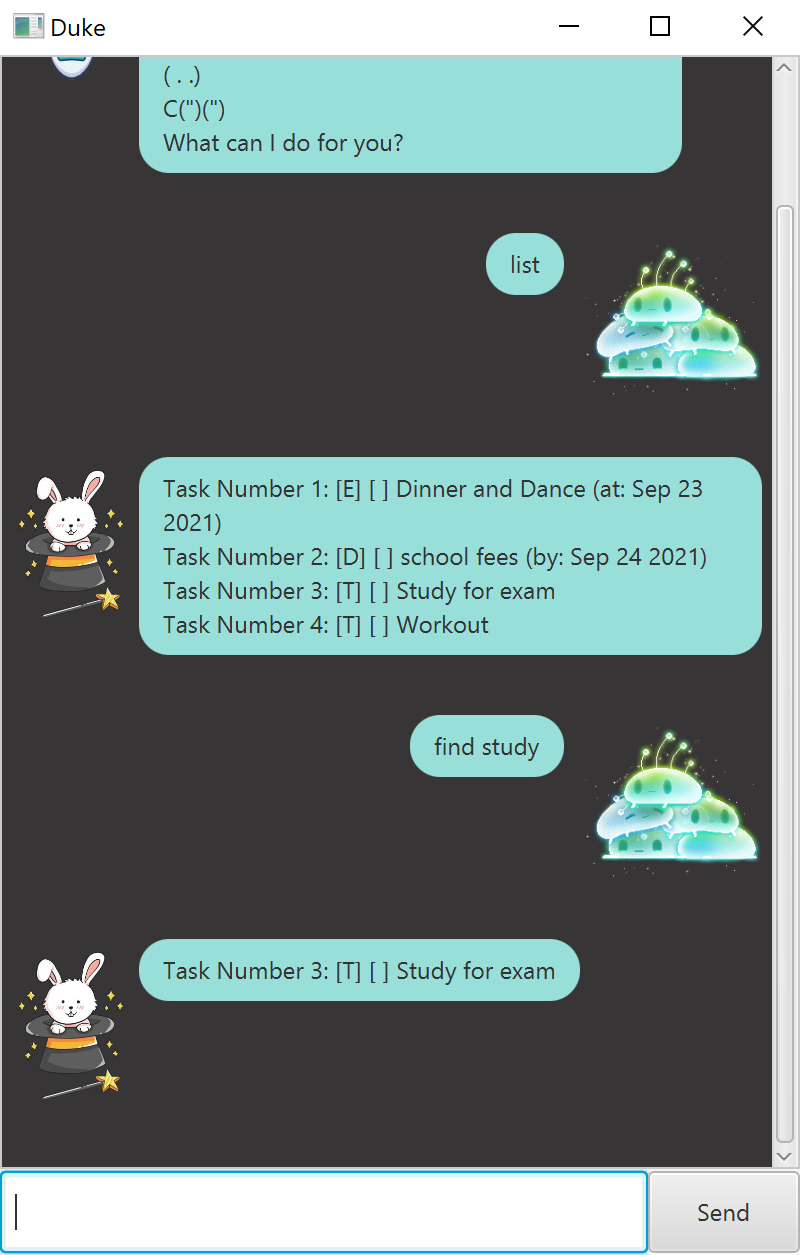 Duke
( . .)
C(")(")
What can I do for you?
list
Task Number 1: [E] [ ] Dinner and Dance (at: Sep 23
2021)
Task Number 2: [D] [ ] school fees (by: Sep 24 2021)
Task Number 3: [T] [ ] Study for exam
Task Number 4: [T] [ ] Workout
find study
Task Number 3: [T] [ ] Study for exam
Send